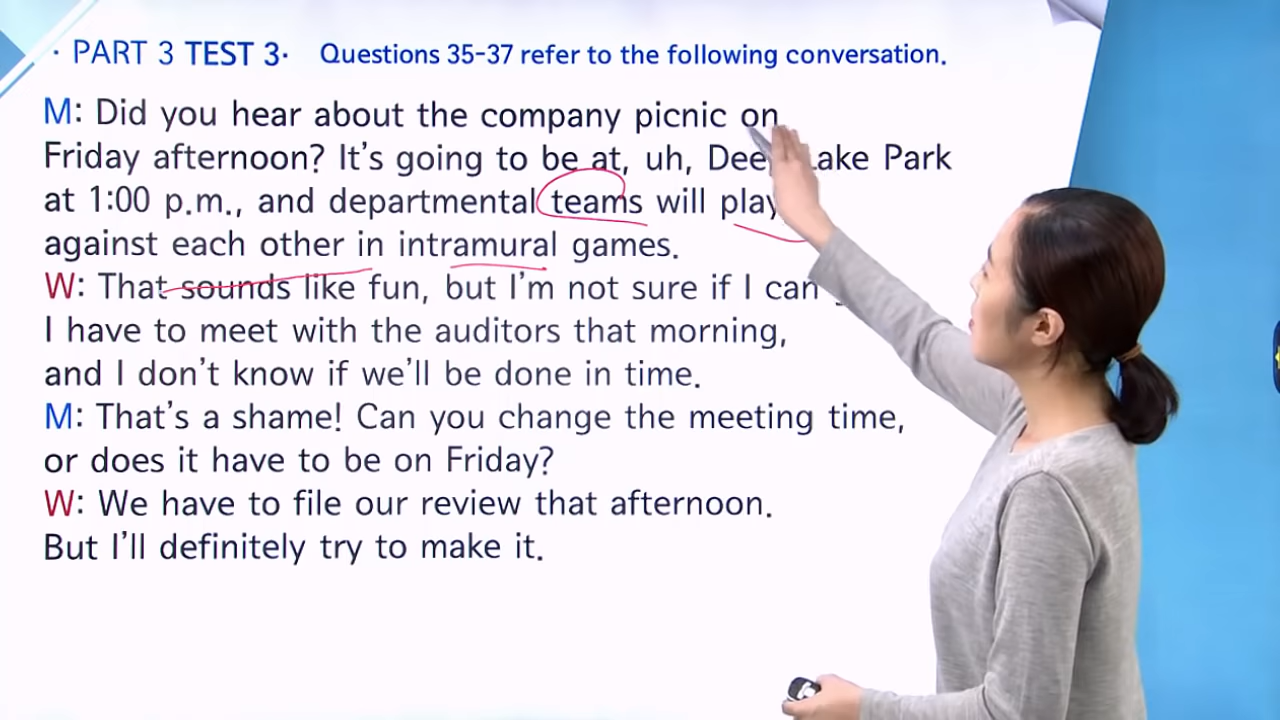 · PART 3 TEST 3· Questions 35-37 refer to the following conversation.
M: Did you hear about the company picnic on
Friday afternoon? It's going to be at, uh, Lake Park
at 1:00 p.m., and departmental teams will play
against each other in intramural games.
W: That sounds like fun, but I'm not sure if I can
I have to meet with the auditors that morning,
and I don't know if we'll be done in time.
M: That's a shame! Can you change the meeting time,
or does it have to be on Friday?
W: We have to file our review that afternoon.
But I'll definitely try to make it.